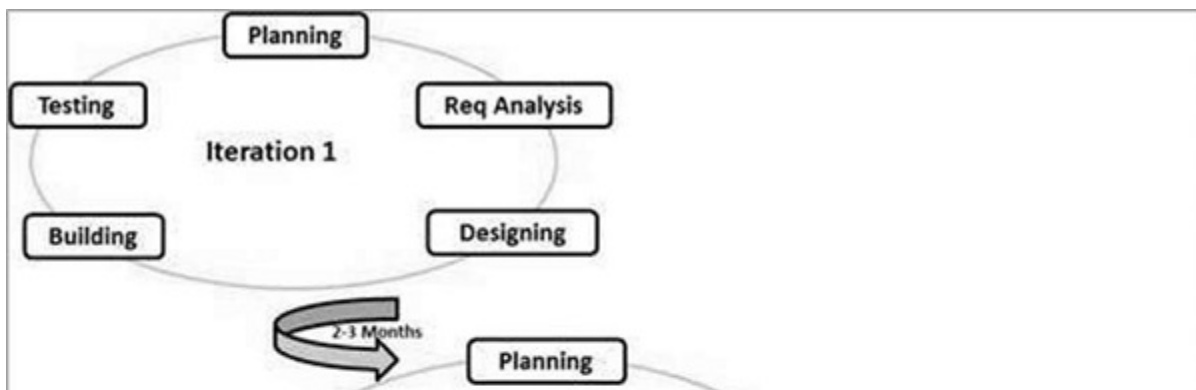 Planning
Testing
Req Analysis
Iteration 1
Building
Designing
2-3 Months
Planning